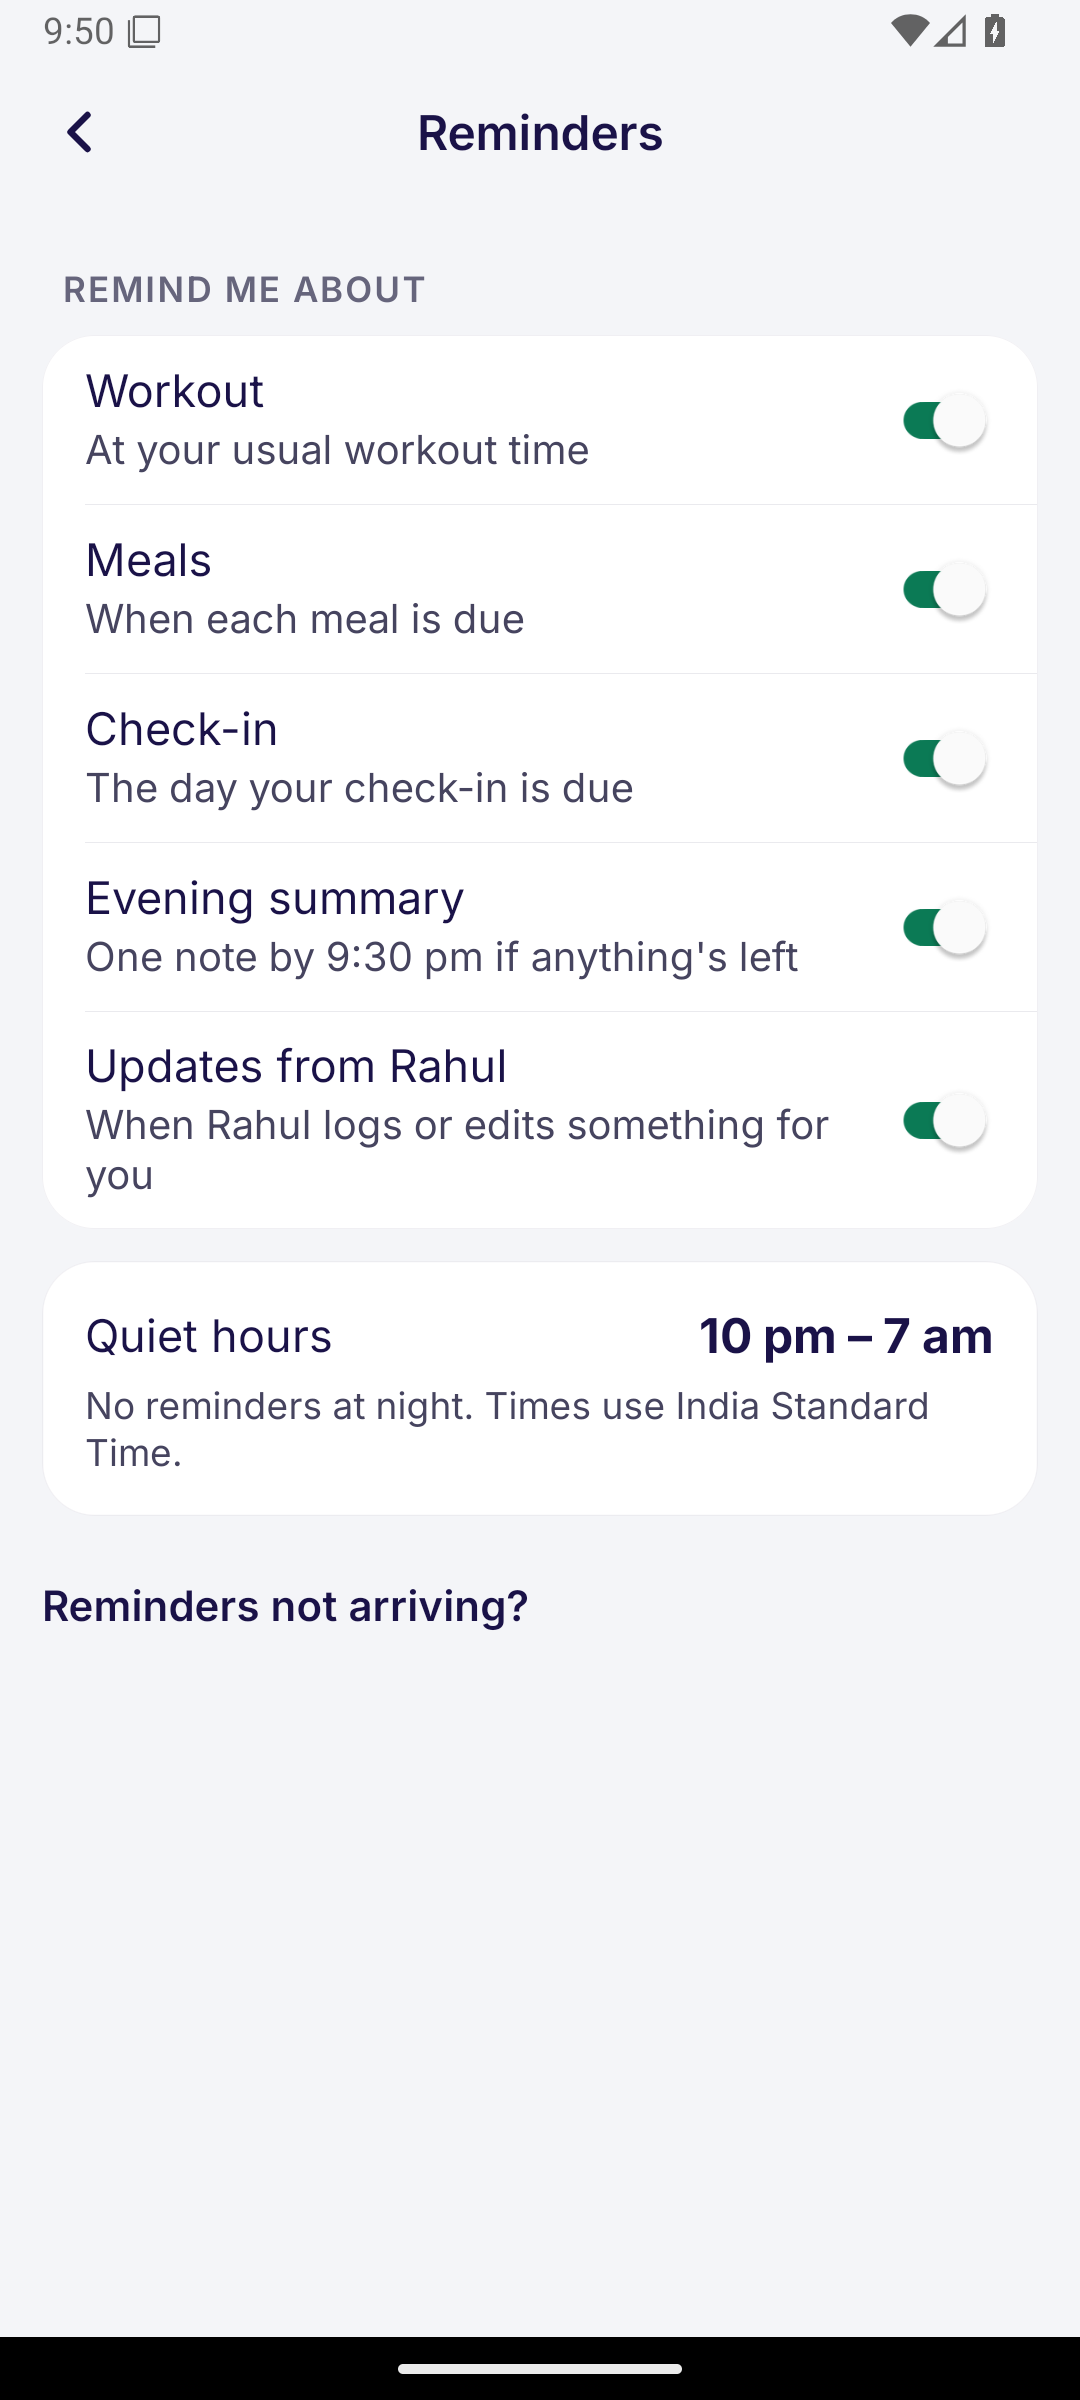 9:50
Reminders
REMIND ME ABOUT
Workout
At your usual workout time
Meals
When each meal is due
Check-in
The day your check-in is due
Evening summary
One note by 9:30 pm if anything's left
Updates from Rahul
When Rahul logs or edits something for
you
Quiet hours 10 pm – 7 am
No reminders at night. Times use India Standard
Time.
Reminders not arriving?